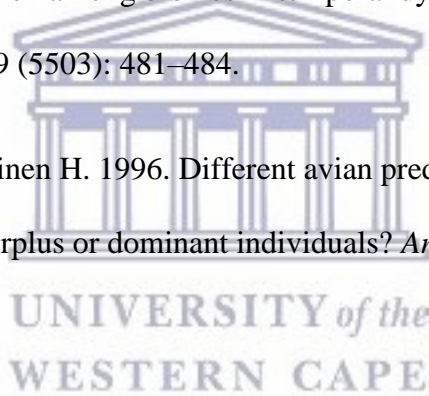 9 (5503): 481–484.
inen H. 1996. Different avian pred
rplus or dominant individuals? An
UNIVERSITY of the
WESTERN CAPE